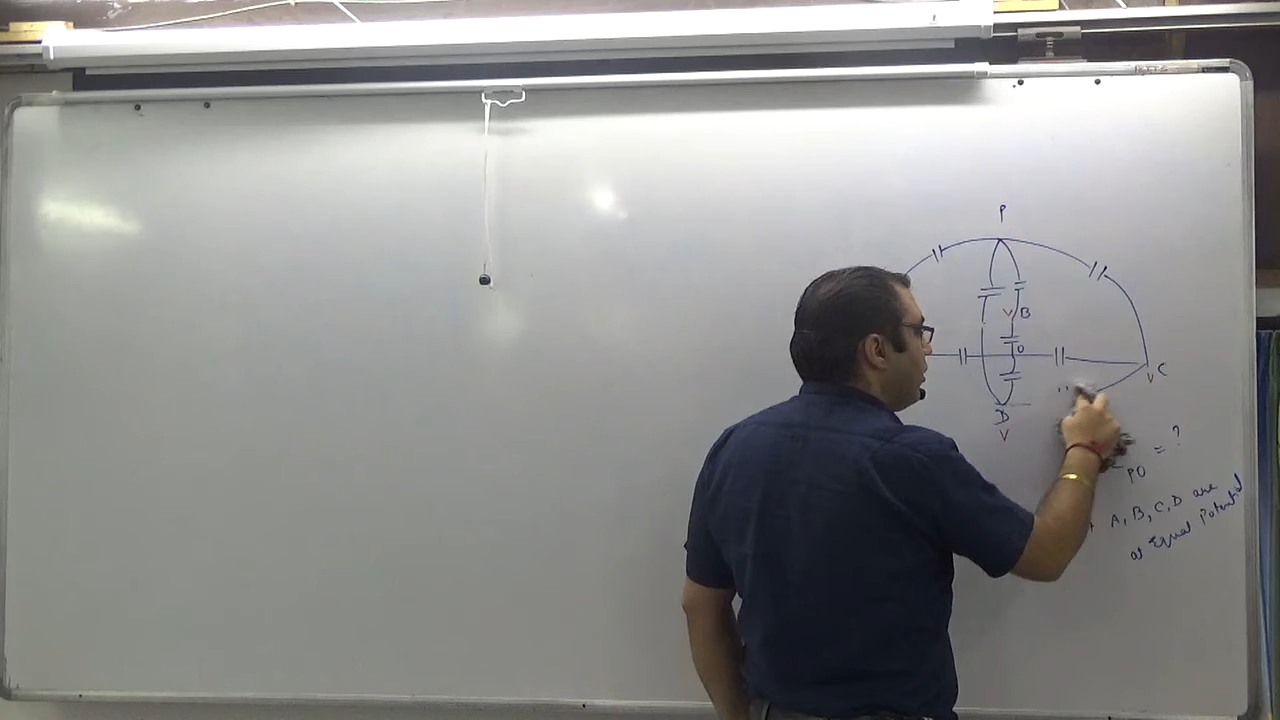 P
V B
O
V C
D
V
PO = ?
A, B, C, D are
at Equal Potential